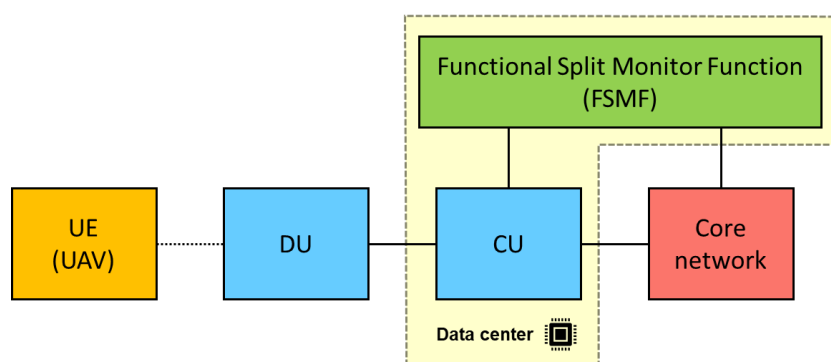 Functional Split Monitor Function
(FSMF)
UE
(UAV)
DU
CU
Core
network
Data center